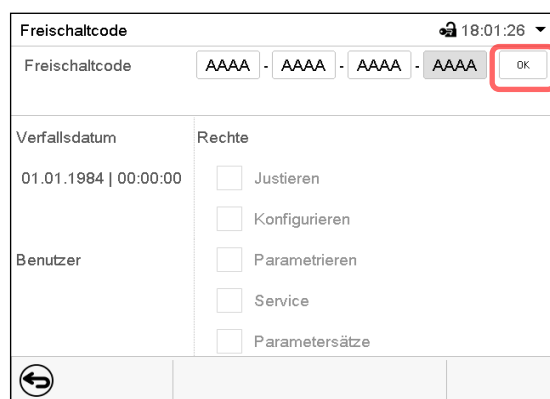 Freischaltcode 18:01:26
Freischaltcode AAAA - AAAA - AAAA - AAAA OK
Verfallsdatum Rechte
01.01.1984 | 00:00:00 Justieren
Konfigurieren
Benutzer Parametrieren
Service
Parametersätze